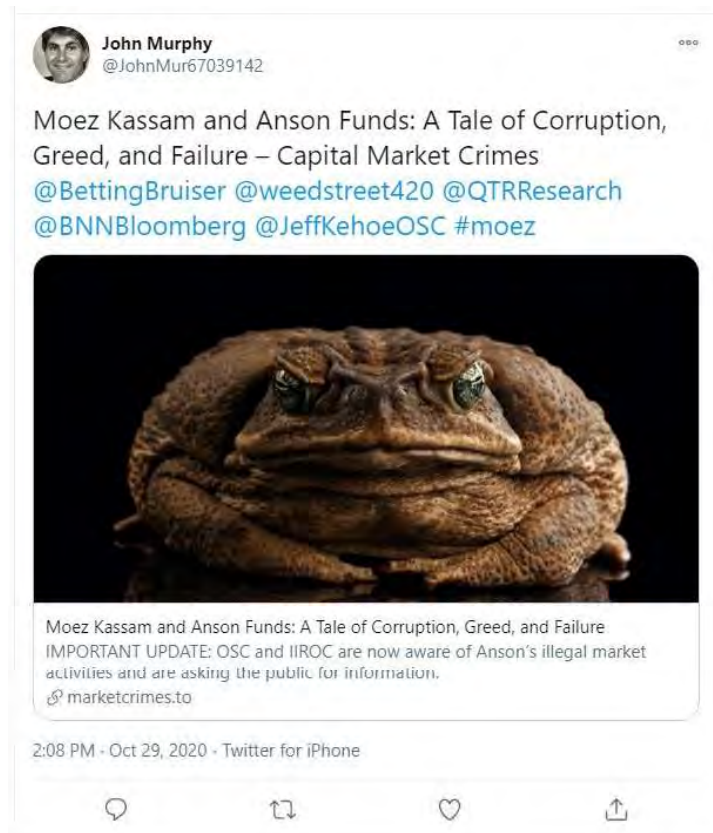 John Murphy
@JohnMur67039142
Moez Kassam and Anson Funds: A Tale of Corruption,
Greed, and Failure – Capital Market Crimes
@BettingBruiser @weedstreet420 @QTRResearch
@BNNBloomberg @JeffKehoeOSC #moez
Moez Kassam and Anson Funds: A Tale of Corruption, Greed, and Failure
IMPORTANT UPDATE: OSC and IIROC are now aware of Anson's illegal market
activities and are asking the public for information.
marketcrimes.to
2:08 PM · Oct 29, 2020 · Twitter for iPhone